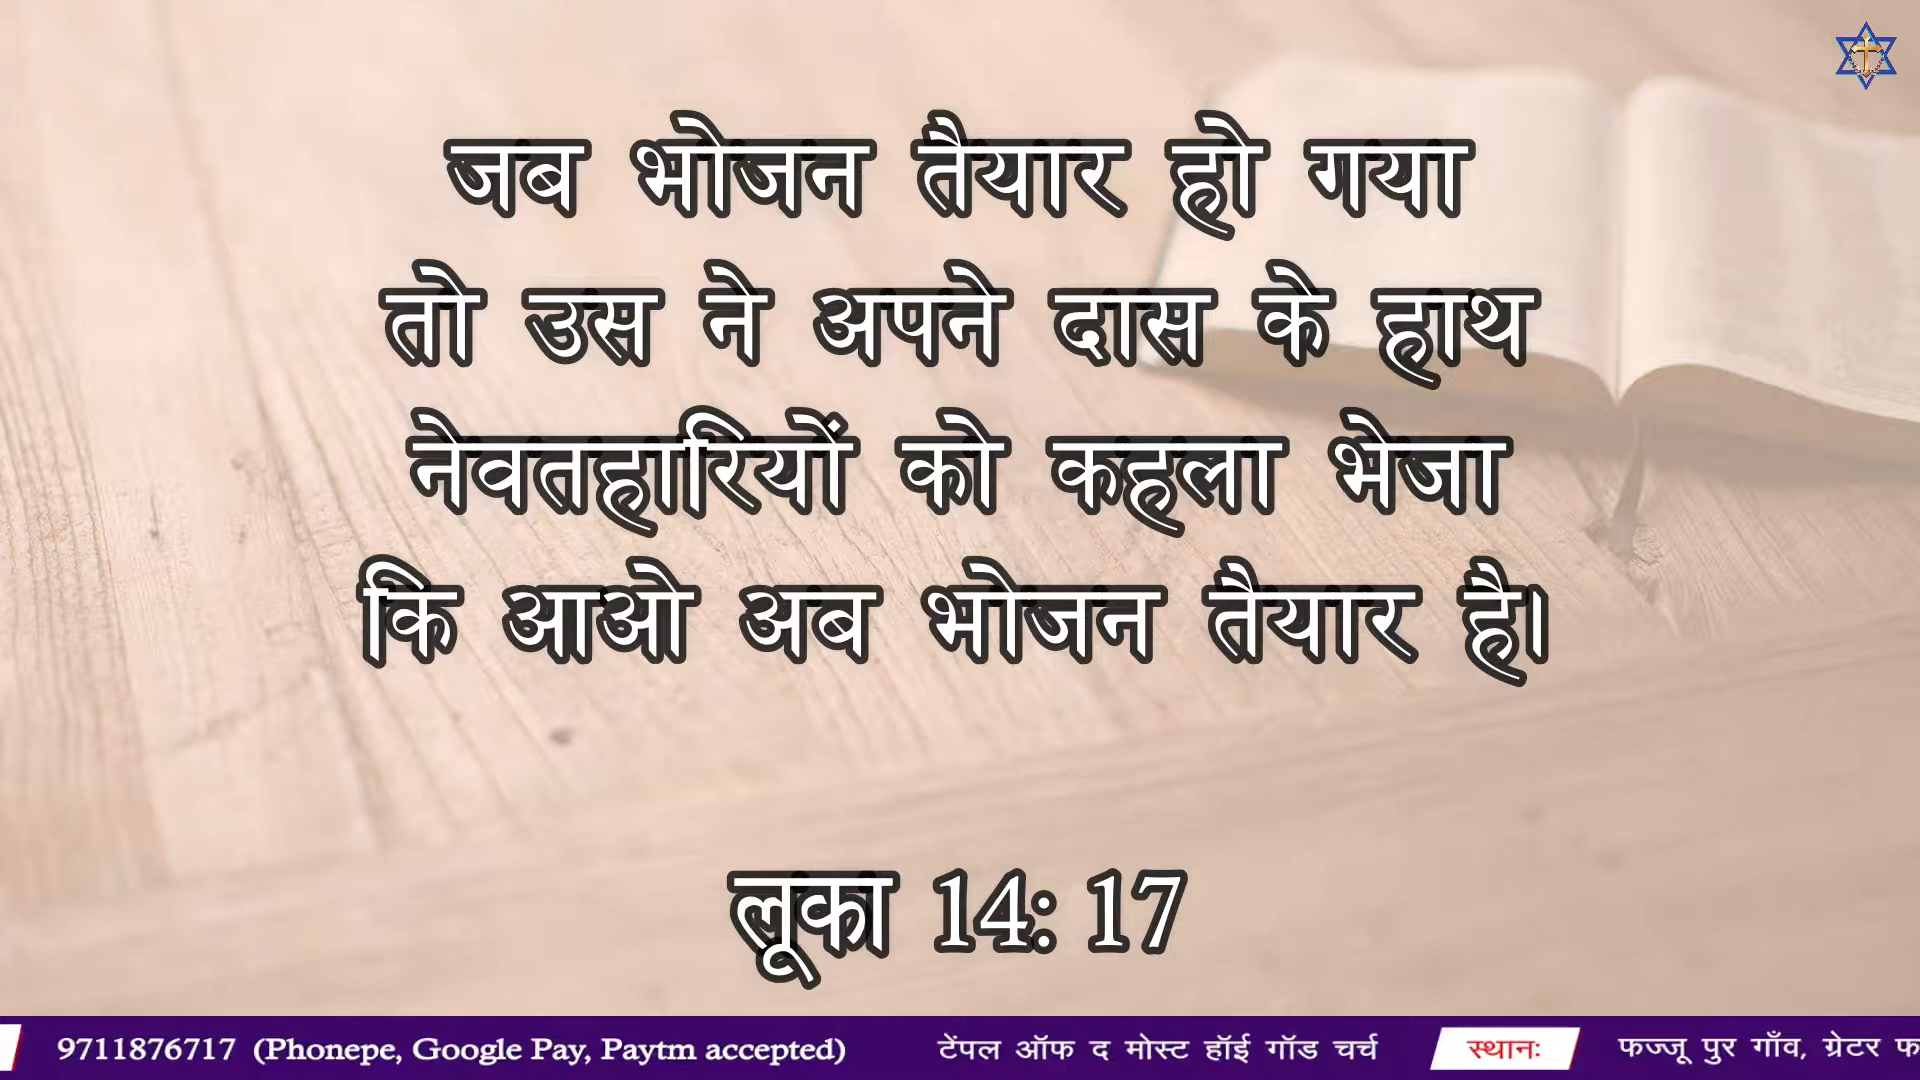 जब भोजन तैयार हो गया
तो उस ने अपने दास के हाथ
नेवतहारियों को कहला भेजा
कि आओ अब भोजन तैयार है।
लूका 14: 17
9711876717 (Phonepe, Google Pay, Paytm accepted) टेंपल ऑफ द मोस्ट हॉई गॉड चर्च स्थानः फज्जू पुर गाँव, ग्रेटर